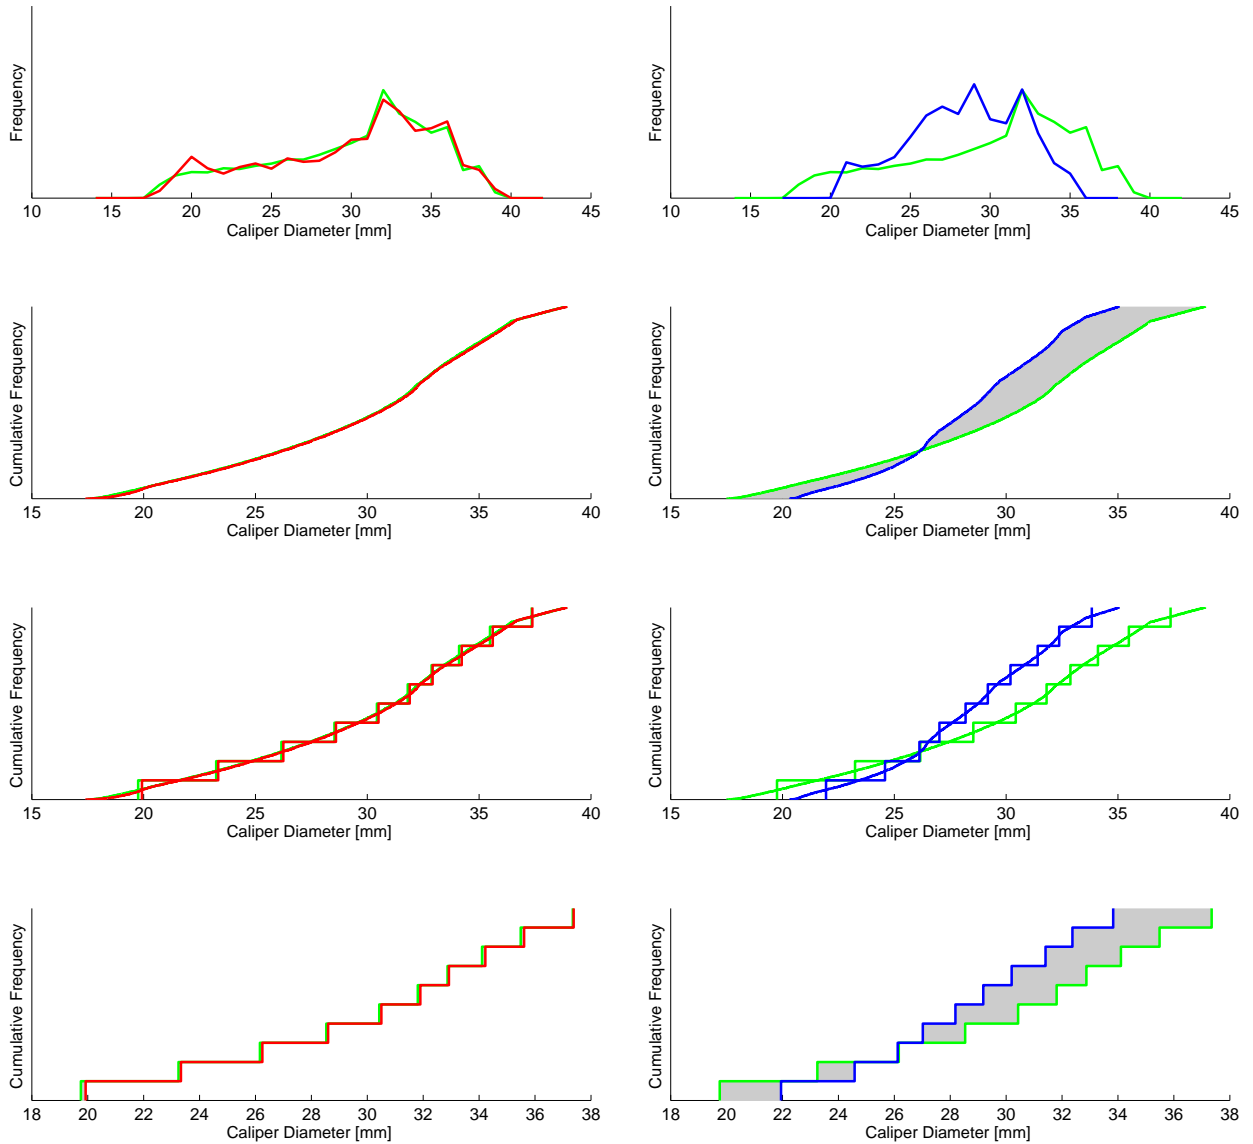 Frequency
10 15 20 25 30 35 40 45
Caliper Diameter [mm]
Frequency
10 15 20 25 30 35 40 45
Caliper Diameter [mm]
Cumulative Frequency
15 20 25 30 35 40
Caliper Diameter [mm]
Cumulative Frequency
15 20 25 30 35 40
Caliper Diameter [mm]
Cumulative Frequency
15 20 25 30 35 40
Caliper Diameter [mm]
Cumulative Frequency
15 20 25 30 35 40
Caliper Diameter [mm]
Cumulative Frequency
18 20 22 24 26 28 30 32 34 36 38
Caliper Diameter [mm]
Cumulative Frequency
18 20 22 24 26 28 30 32 34 36 38
Caliper Diameter [mm]